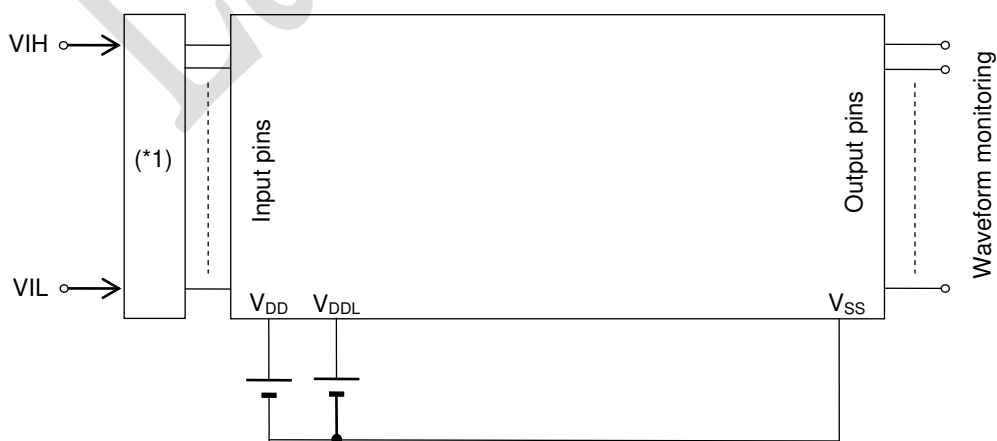 VIH
(*1)
VIL
Input pins
Output pins
Waveform monitoring
V_DD V_DDL V_SS